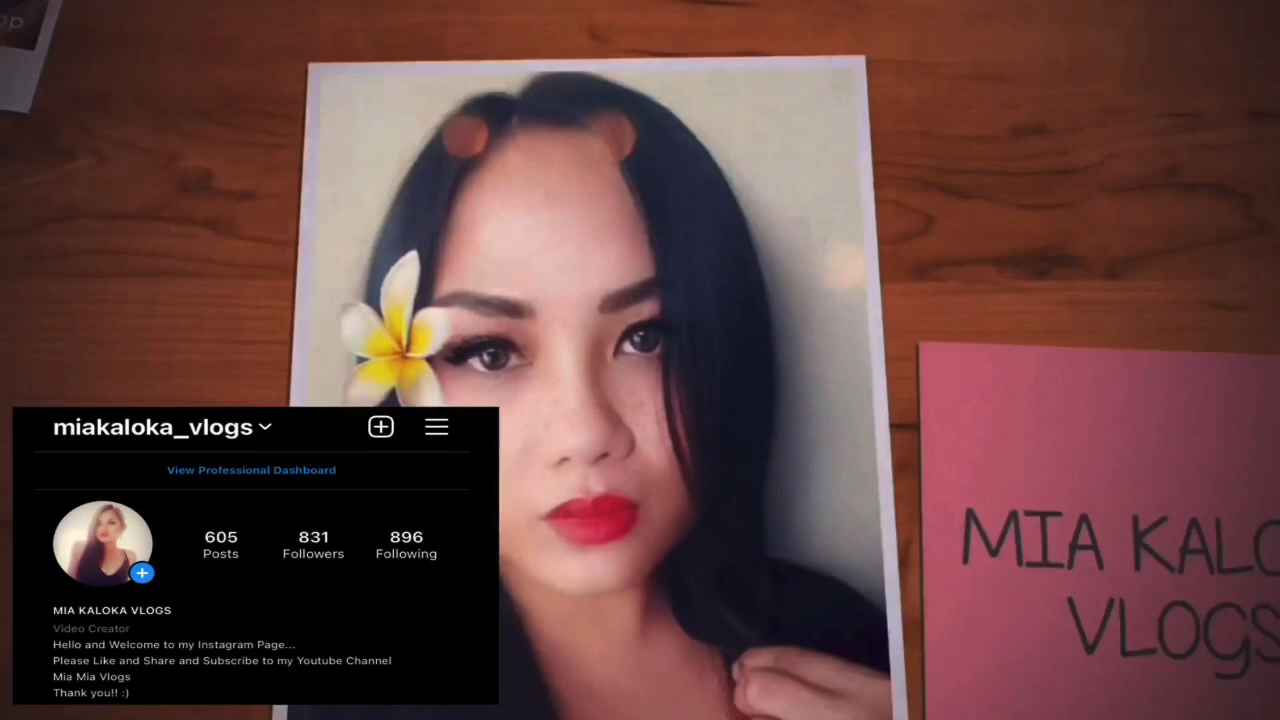 op
miakaloka_vlogs
View Professional Dashboard
605
Posts
831
Followers
896
Following
MIA KALOKA VLOGS
Video Creator
Hello and Welcome to my Instagram Page...
Please Like and Share and Subscribe to my Youtube Channel
Mia Mia Vlogs
Thank you!! :)
MIA KALO
VLOGS